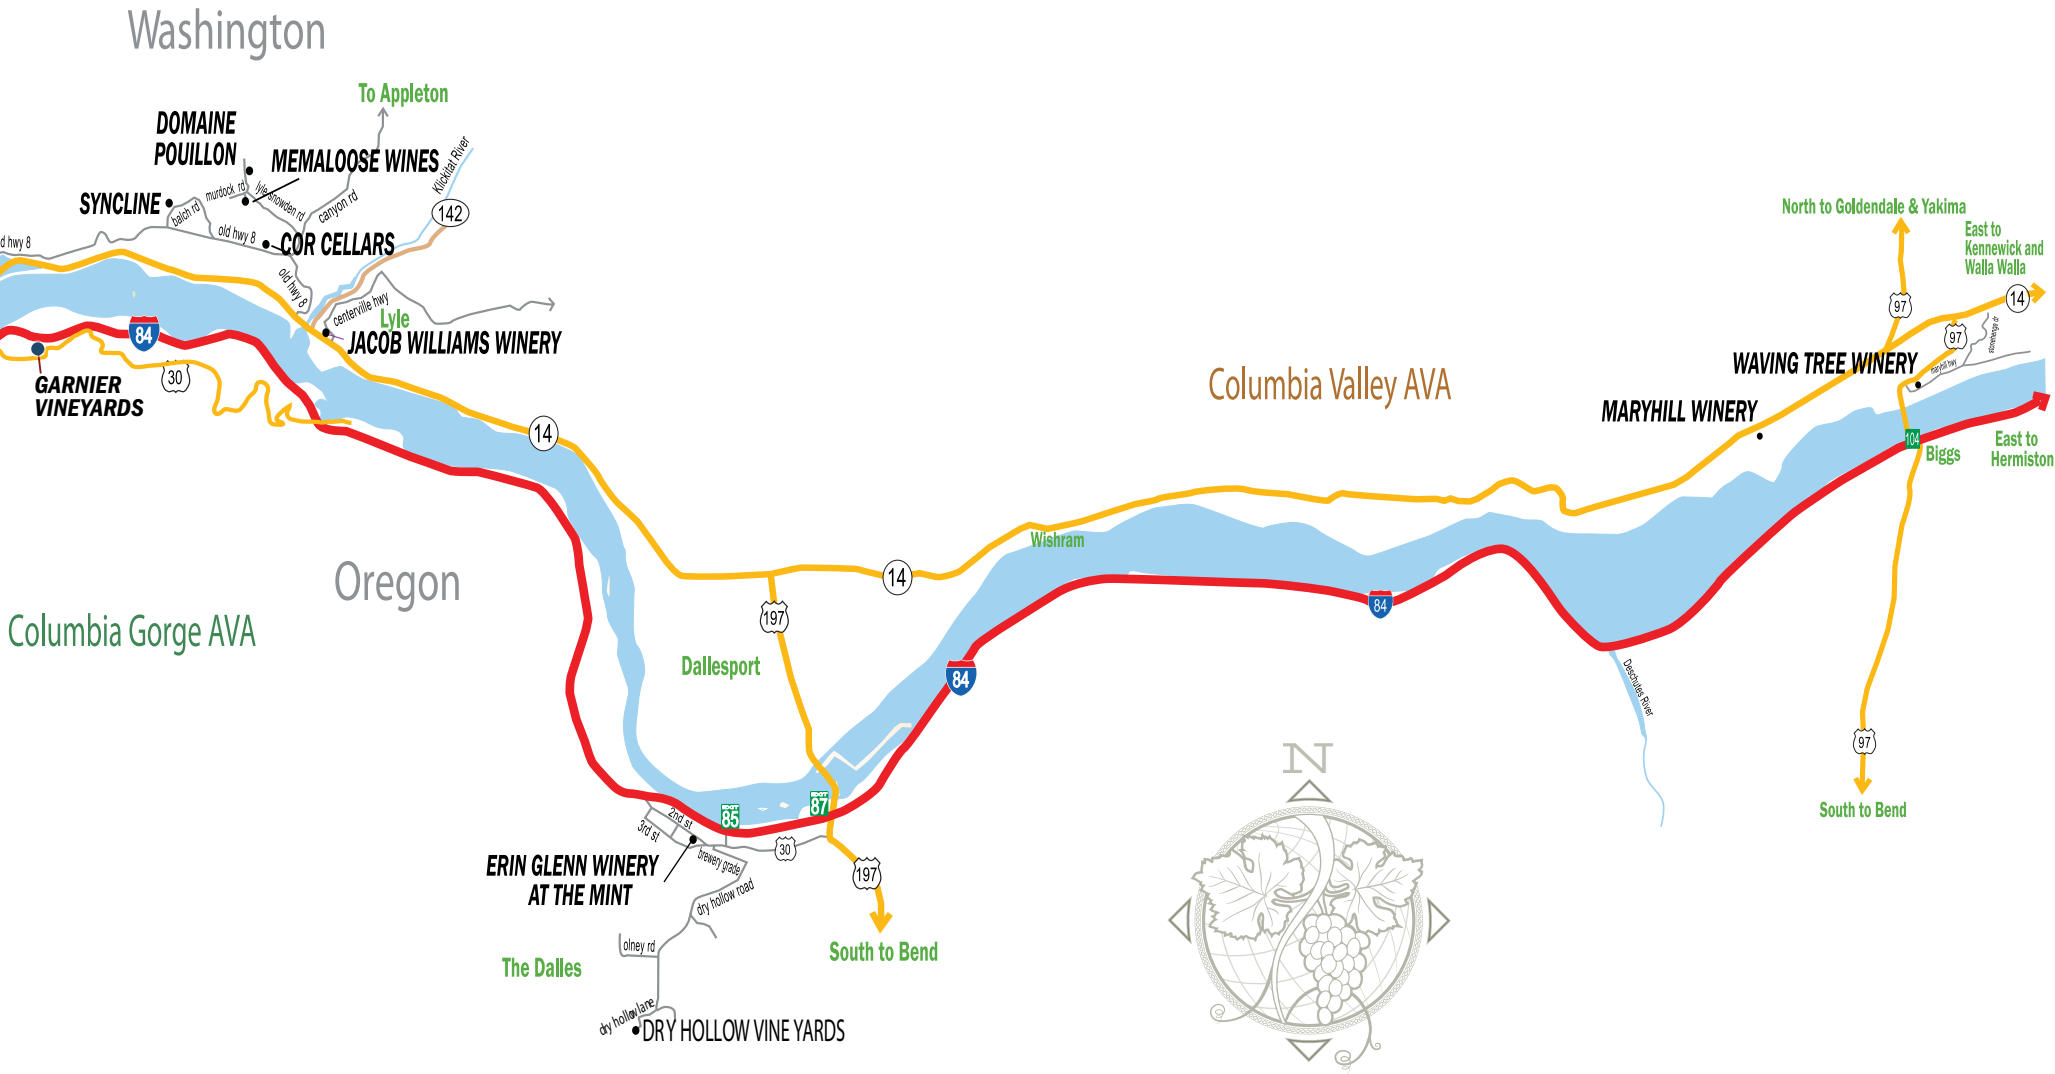 Washington
To Appleton
DOMAINE
POUILLON
MEMALOOSE WINES
Klickitat River
SYNCLINE
murdock rd
lyle snowden rd
canyon rd
balch rd
142
old hwy 8
COR CELLARS
d hwy 8
old hwy 8
centerville hwy
Lyle
JACOB WILLIAMS WINERY
84
30
GARNIER
VINEYARDS
14
North to Goldendale & Yakima
East to
Kennewick and
Walla Walla
97
14
97
stonehenge dr
maryhill hwy
WAVING TREE WINERY
Columbia Valley AVA
MARYHILL WINERY
104
Biggs
East to
Hermiston
Wishram
Oregon
14
84
Columbia Gorge AVA
197
Dallesport
84
Deschutes River
97
South to Bend
N
EXIT
85
EXIT
87
2nd st
3rd st
30
brewery grade
ERIN GLENN WINERY
AT THE MINT
197
dry hollow road
olney rd
The Dalles
South to Bend
dry hollow lane
DRY HOLLOW VINE YARDS